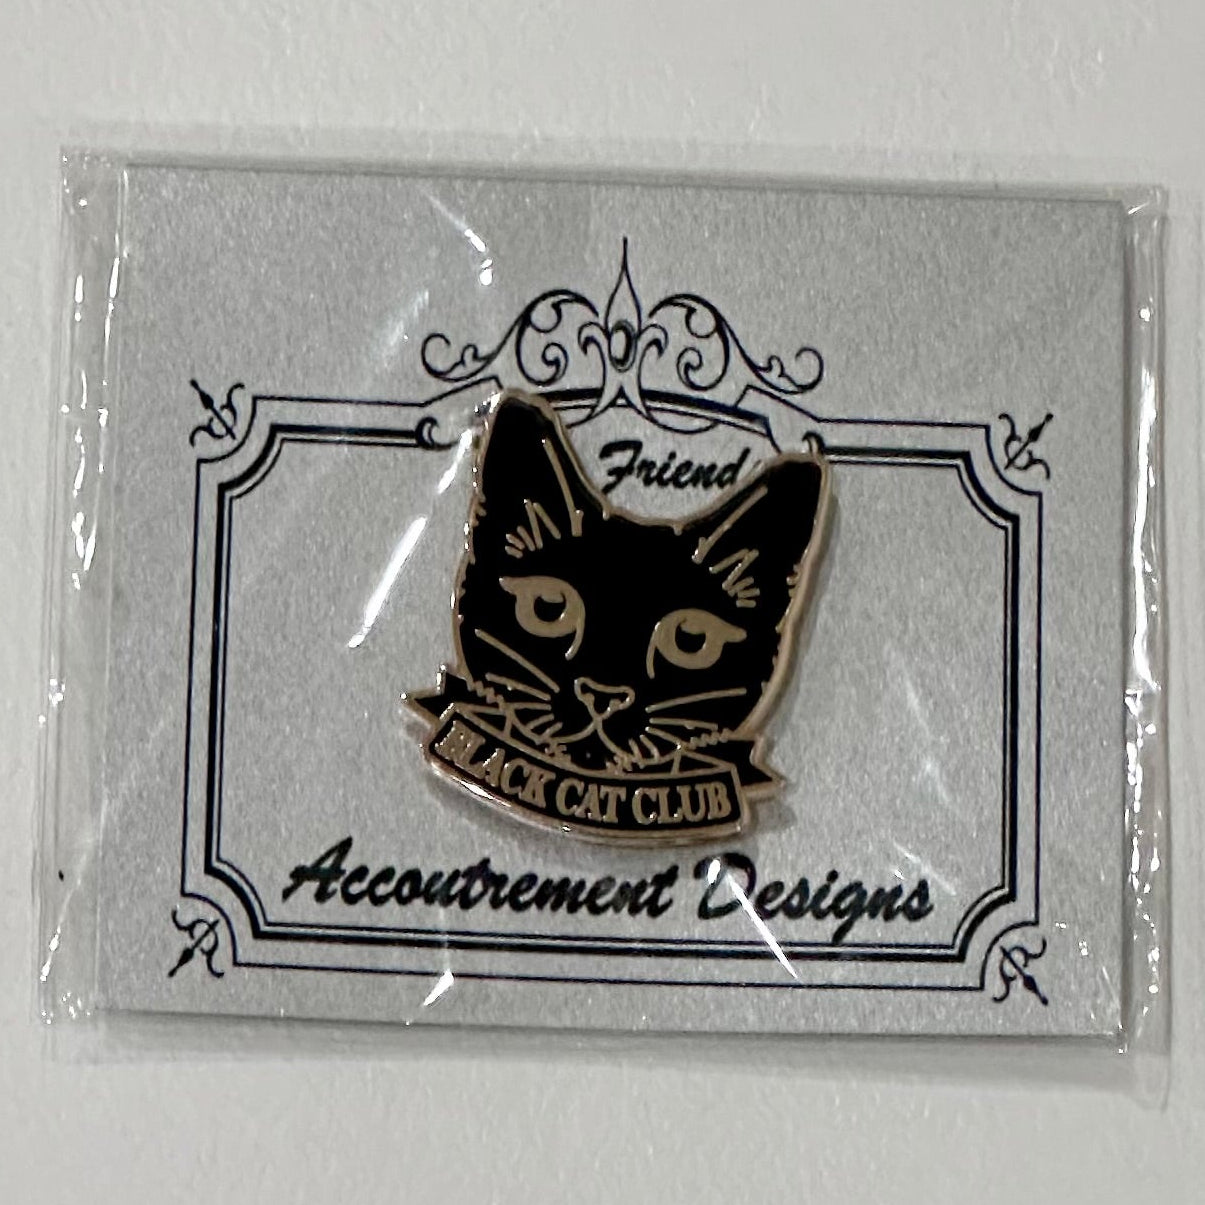 Friend
BLACK CAT CLUB
Accoutrement Designs